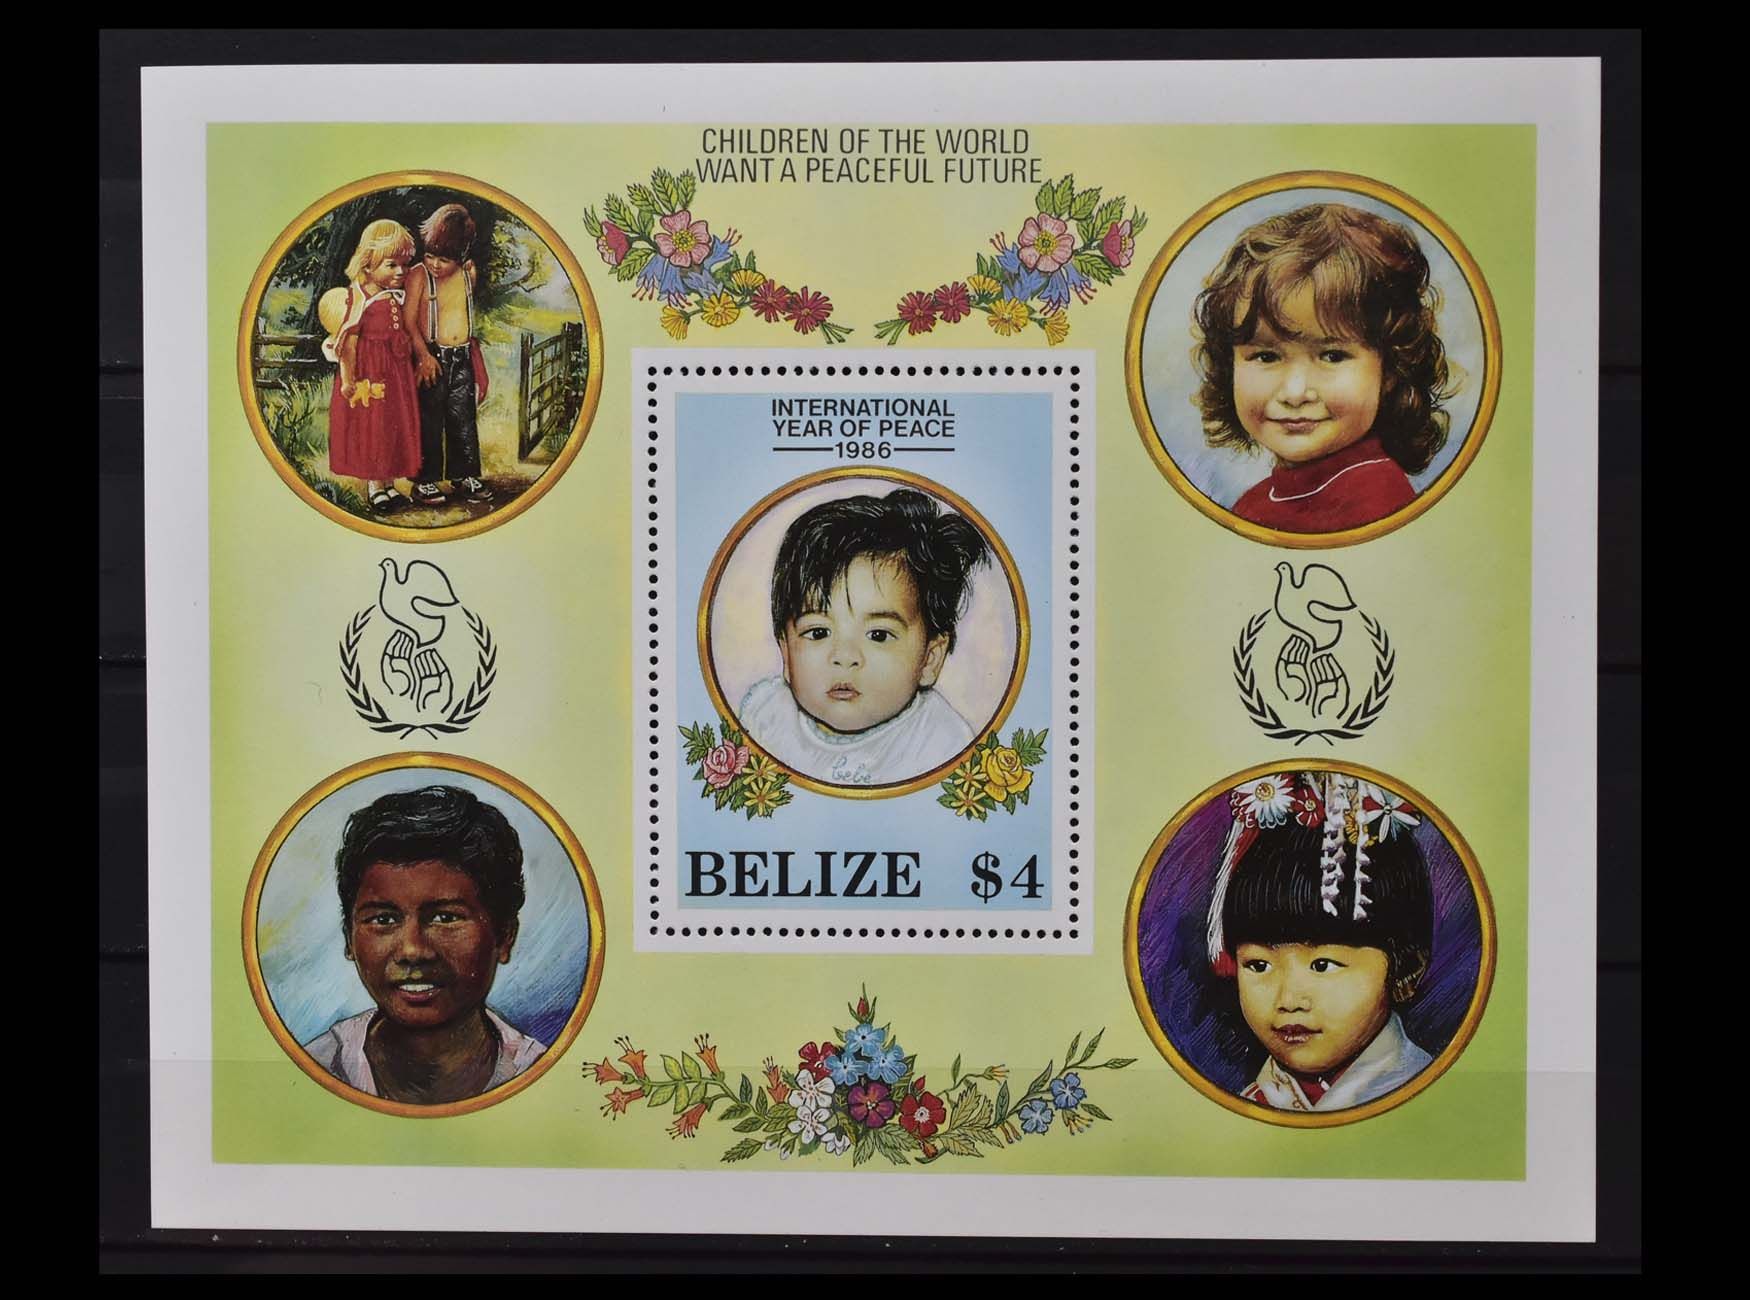 CHILDREN OF THE WORLD
WANT A PEACEFUL FUTURE
INTERNATIONAL
YEAR OF PEACE
1986
bebe
BELIZE $4